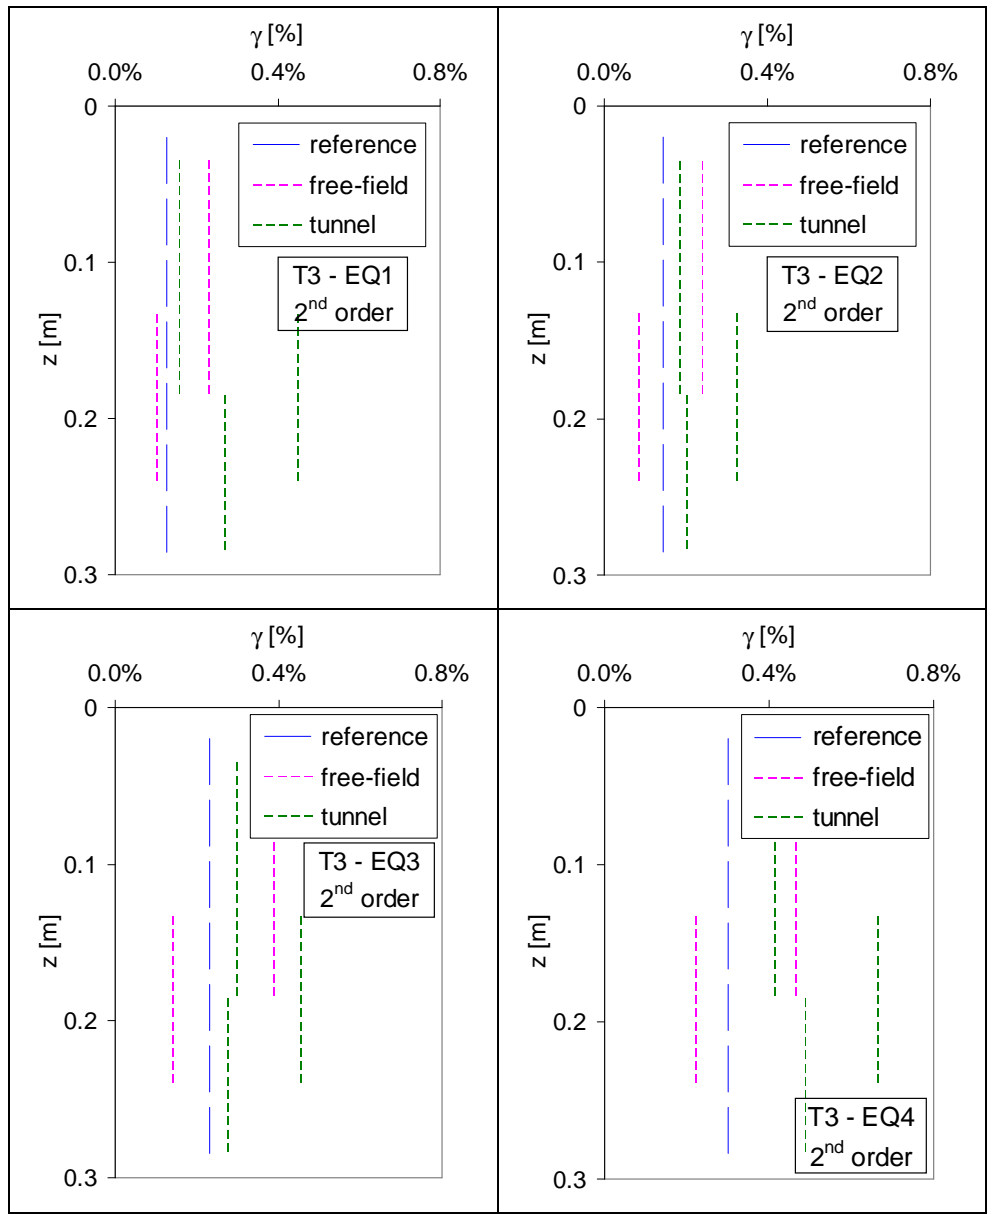 γ [%]
0.0% 0.4% 0.8%
0
0.1
0.2
0.3
z [m]
reference
free-field
tunnel
T3 - EQ1
2nd order
γ [%]
0.0% 0.4% 0.8%
0
0.1
0.2
0.3
z [m]
reference
free-field
tunnel
T3 - EQ2
2nd order
γ [%]
0.0% 0.4% 0.8%
0
0.1
0.2
0.3
z [m]
reference
free-field
tunnel
T3 - EQ3
2nd order
γ [%]
0.0% 0.4% 0.8%
0
0.1
0.2
0.3
z [m]
reference
free-field
tunnel
T3 - EQ4
2nd order